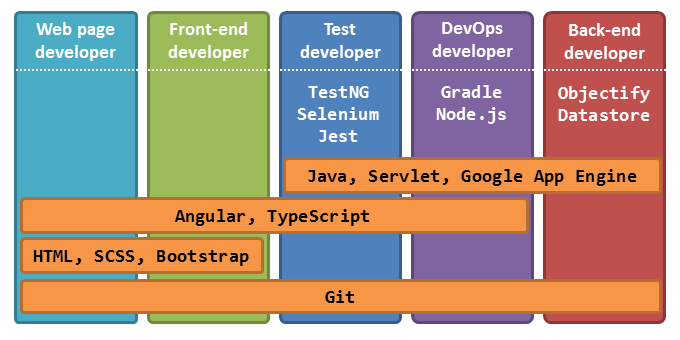 Web page
developer
Front-end
developer
Test
developer
DevOps
developer
Back-end
developer
TestNG
Selenium
Jest
Gradle
Node.js
Objectify
Datastore
Java, Servlet, Google App Engine
Angular, TypeScript
HTML, SCSS, Bootstrap
Git